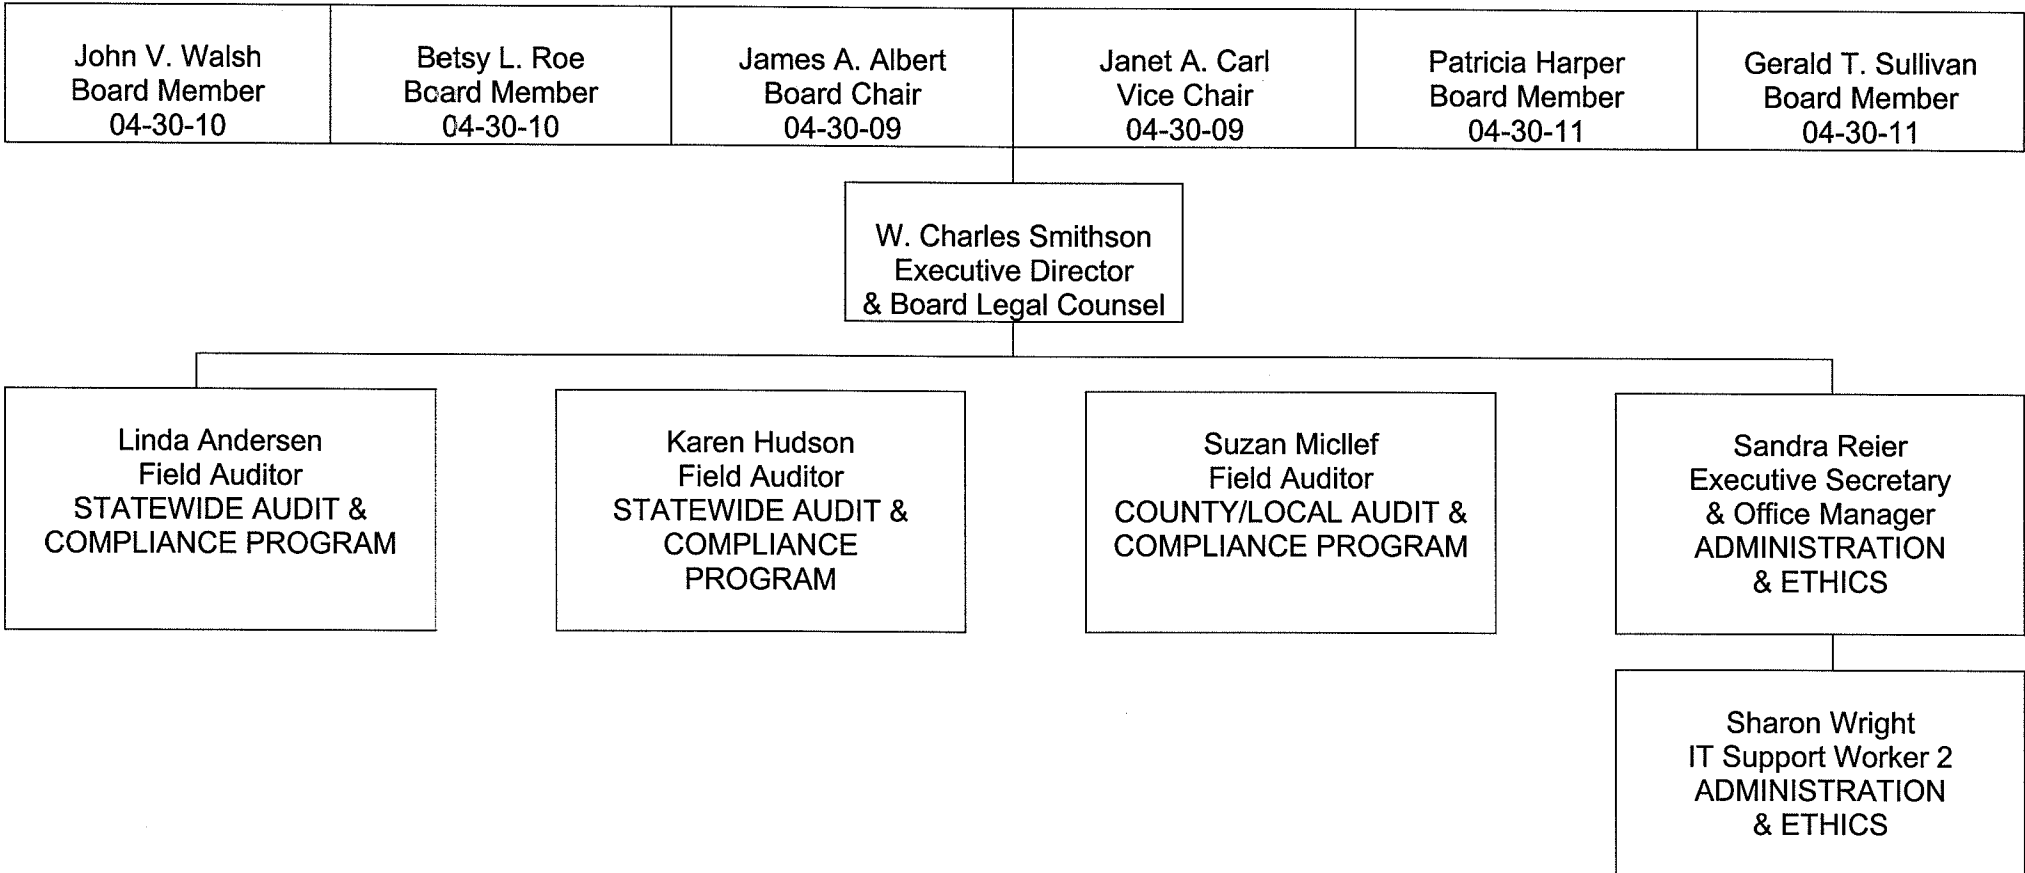 John V. Walsh
Board Member
04-30-10
Betsy L. Roe
Board Member
04-30-10
James A. Albert
Board Chair
04-30-09
Janet A. Carl
Vice Chair
04-30-09
Patricia Harper
Board Member
04-30-11
Gerald T. Sullivan
Board Member
04-30-11
W. Charles Smithson
Executive Director
& Board Legal Counsel
Linda Andersen
Field Auditor
STATEWIDE AUDIT &
COMPLIANCE PROGRAM
Karen Hudson
Field Auditor
STATEWIDE AUDIT &
COMPLIANCE
PROGRAM
Suzan Micllef
Field Auditor
COUNTY/LOCAL AUDIT &
COMPLIANCE PROGRAM
Sandra Reier
Executive Secretary
& Office Manager
ADMINISTRATION
& ETHICS
Sharon Wright
IT Support Worker 2
ADMINISTRATION
& ETHICS